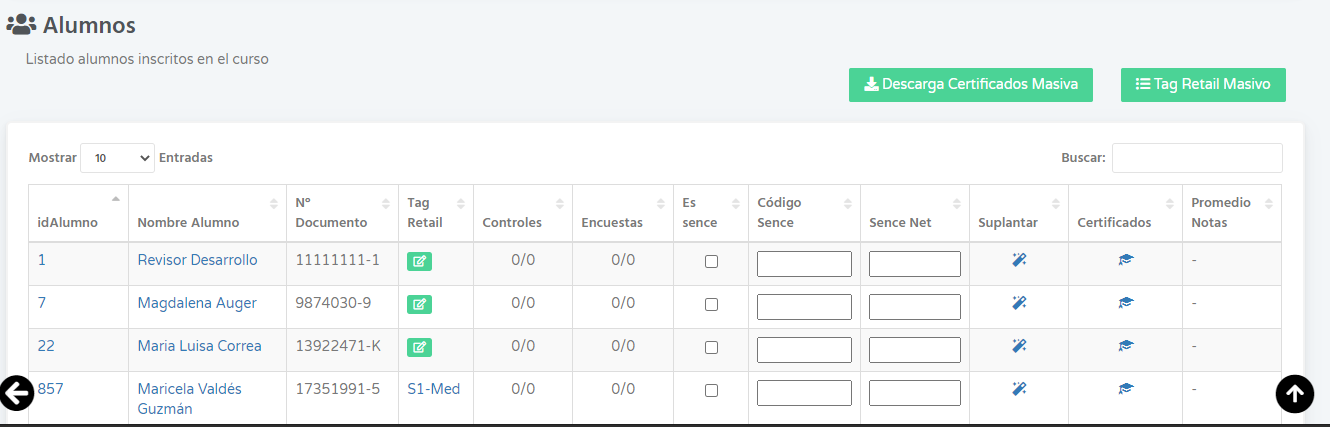 Alumnos
Listado alumnos inscritos en el curso
Descarga Certificados Masiva Tag Retail Masivo
Mostrar 10 Entradas Buscar:
idAlumno Nombre Alumno Nº Documento Tag Retail Controles Encuestas Es sence Código Sence Sence Net Suplantar Certificados Promedio Notas
1 Revisor Desarrollo 11111111-1 0/0 0/0 -
7 Magdalena Auger 9874030-9 0/0 0/0 -
22 Maria Luisa Correa 13922471-K 0/0 0/0 -
857 Maricela Valdés Guzmán 17351991-5 S1-Med 0/0 0/0 -